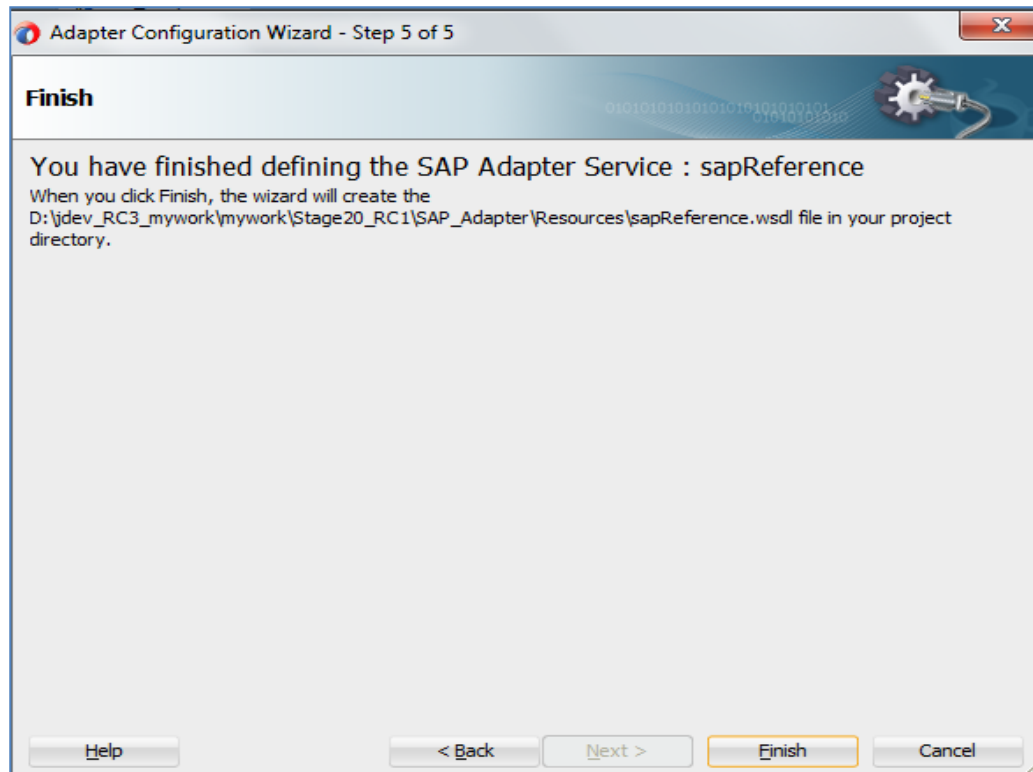 Adapter Configuration Wizard - Step 5 of 5
x
Finish
You have finished defining the SAP Adapter Service : sapReference
When you click Finish, the wizard will create the
D:\jdev_RC3_mywork\mywork\Stage20_RC1\SAP_Adapter\Resources\sapReference.wsdl file in your project
directory.
Help
< Back
Next >
Finish
Cancel